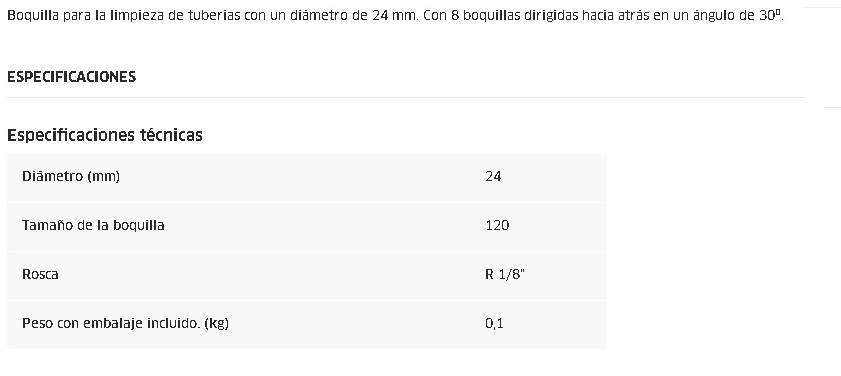 Boquilla para la limpieza de tuberias con un diámetro de 24 mm. Con 8 boquillas dirigidas hacia atrás en un ángulo de 30º.
ESPECIFICACIONES
Especificaciones técnicas
Diámetro (mm) 24
Tamaño de la boquilla 120
Rosca R 1/8"
Peso con embalaje incluido. (kg) 0,1